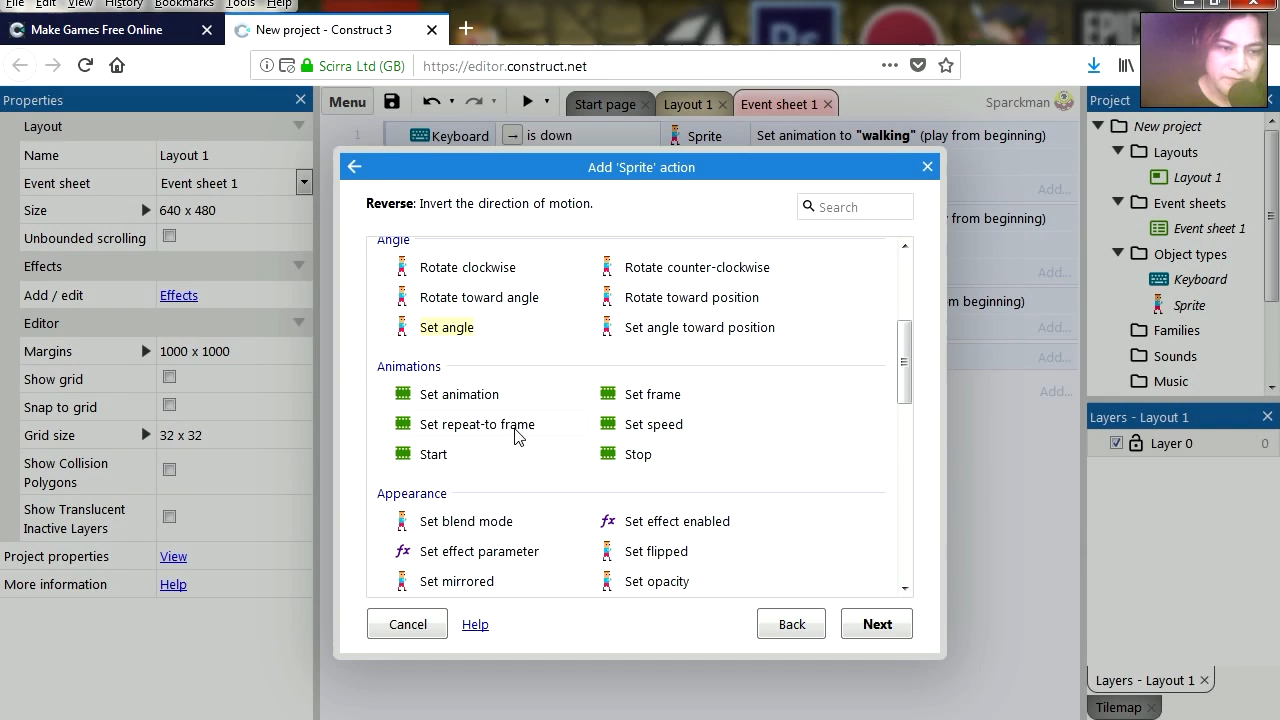 File Edit View History Bookmarks Tools Help
Make Games Free Online
New project - Construct 3
Scirra Ltd (GB)
https://editor.construct.net
Properties
Menu
Start page
Layout 1
Event sheet 1
Sparckman
Project
Layout
Name Layout 1
Event sheet Event sheet 1
Size 640 x 480
Unbounded scrolling
Effects
Add / edit Effects
Editor
Margins 1000 x 1000
Show grid
Snap to grid
Grid size 32 x 32
Show Collision
Polygons
Show Translucent
Inactive Layers
Project properties View
More information Help
1 Keyboard → is down Sprite Set animation to "walking" (play from beginning)
Add...
y from beginning)
Add...
m beginning)
Add...
Add...
Add...
Add 'Sprite' action
Reverse: Invert the direction of motion.
Search
Angle
Rotate clockwise Rotate counter-clockwise
Rotate toward angle Rotate toward position
Set angle Set angle toward position
Animations
Set animation Set frame
Set repeat-to frame Set speed
Start Stop
Appearance
Set blend mode Set effect enabled
Set effect parameter Set flipped
Set mirrored Set opacity
Cancel Help Back Next
New project
Layouts
Layout 1
Event sheets
Event sheet 1
Object types
Keyboard
Sprite
Families
Sounds
Music
Layers - Layout 1
Layer 0 0
Layers - Layout 1
Tilemap
Ps
EPIC